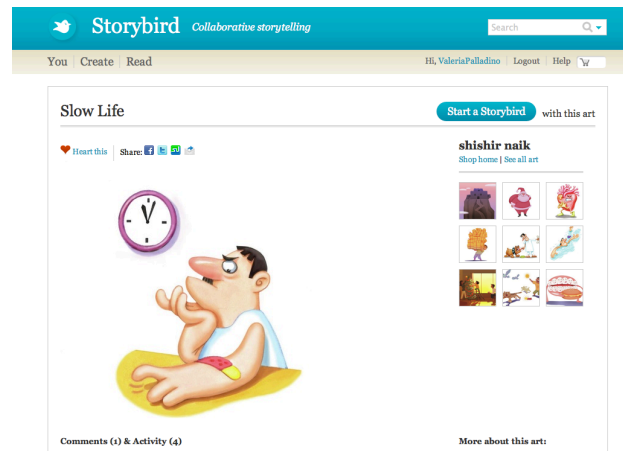 Storybird Collaborative storytelling
Search
You Create Read
Hi, ValeriaPalladino Logout Help
Slow Life
Start a Storybird with this art
Heart this Share:
shishir naik
Shop home | See all art
Comments (1) & Activity (4)
More about this art: